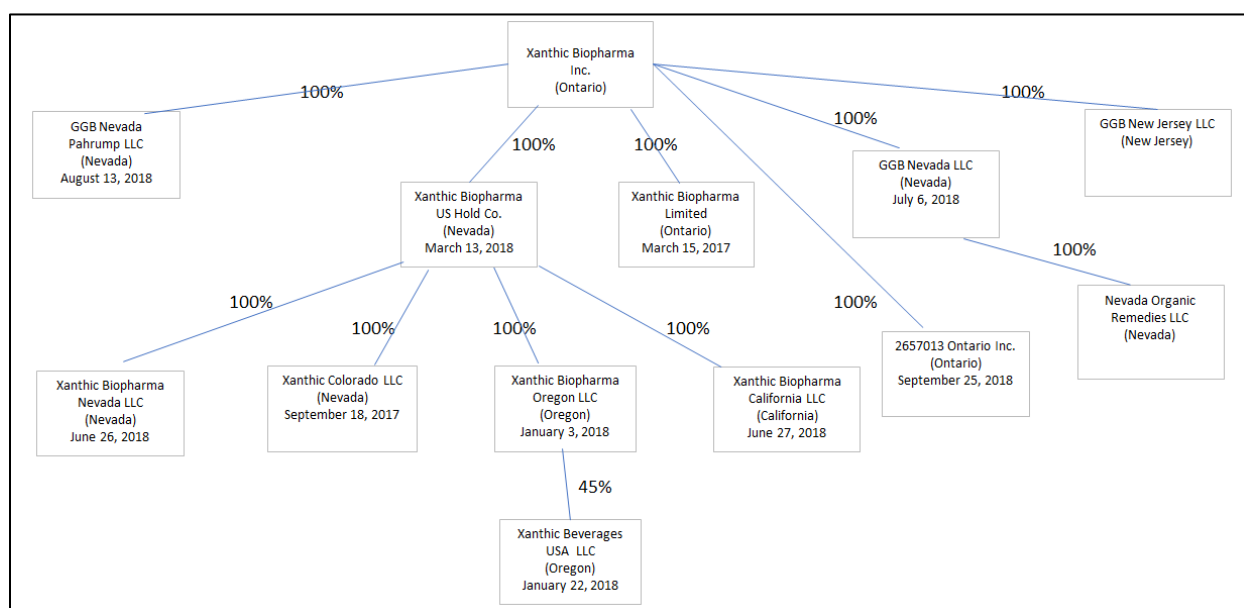 Xanthic Biopharma
Inc.
(Ontario)
100%
100%
100%
100%
100%
GGB Nevada
Pahrump LLC
(Nevada)
August 13, 2018
GGB New Jersey LLC
(New Jersey)
GGB Nevada LLC
(Nevada)
July 6, 2018
Xanthic Biopharma
US Hold Co.
(Nevada)
March 13, 2018
Xanthic Biopharma
Limited
(Ontario)
March 15, 2017
100%
100%
100%
100%
100%
100%
Nevada Organic
Remedies LLC
(Nevada)
2657013 Ontario Inc.
(Ontario)
September 25, 2018
Xanthic Biopharma
Nevada LLC
(Nevada)
June 26, 2018
Xanthic Colorado LLC
(Nevada)
September 18, 2017
Xanthic Biopharma
Oregon LLC
(Oregon)
January 3, 2018
Xanthic Biopharma
California LLC
(California)
June 27, 2018
45%
Xanthic Beverages
USA LLC
(Oregon)
January 22, 2018